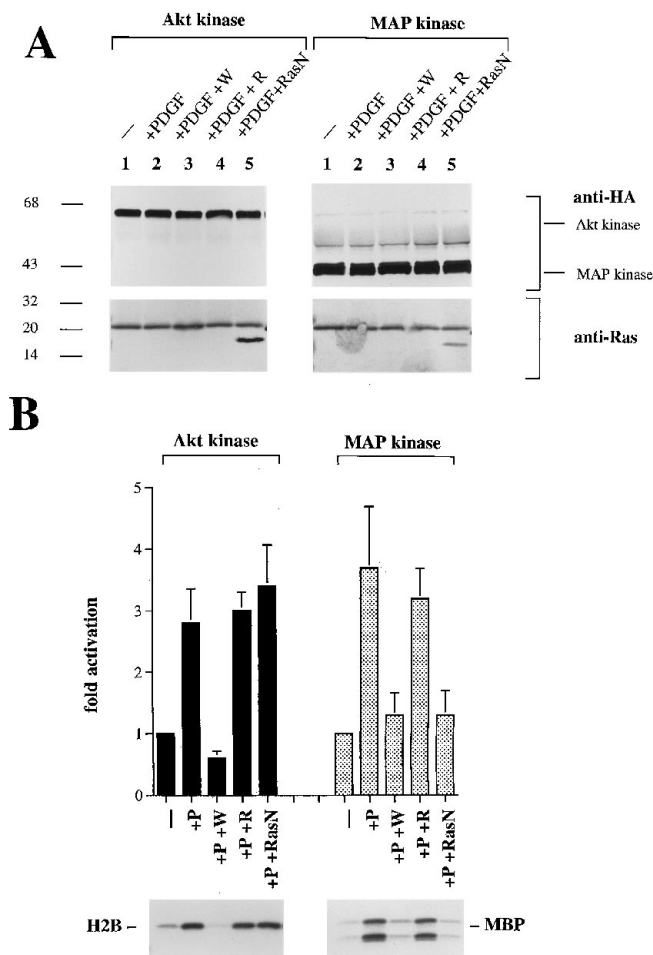 A
Akt kinase
MAP kinase
—
+PDGF
+PDGF +W
+PDGF + R
+PDGF+RasN
—
+PDGF
+PDGF +W
+PDGF + R
+PDGF+RasN
1 2 3 4 5
1 2 3 4 5
68
43
32
20
14
anti-HA
Akt kinase
MAP kinase
anti-Ras
B
Akt kinase
MAP kinase
fold activation
5
4
3
2
1
0
—
+P
+P +W
+P +R
+P +RasN
—
+P
+P +W
+P +R
+P +RasN
H2B –
– MBP